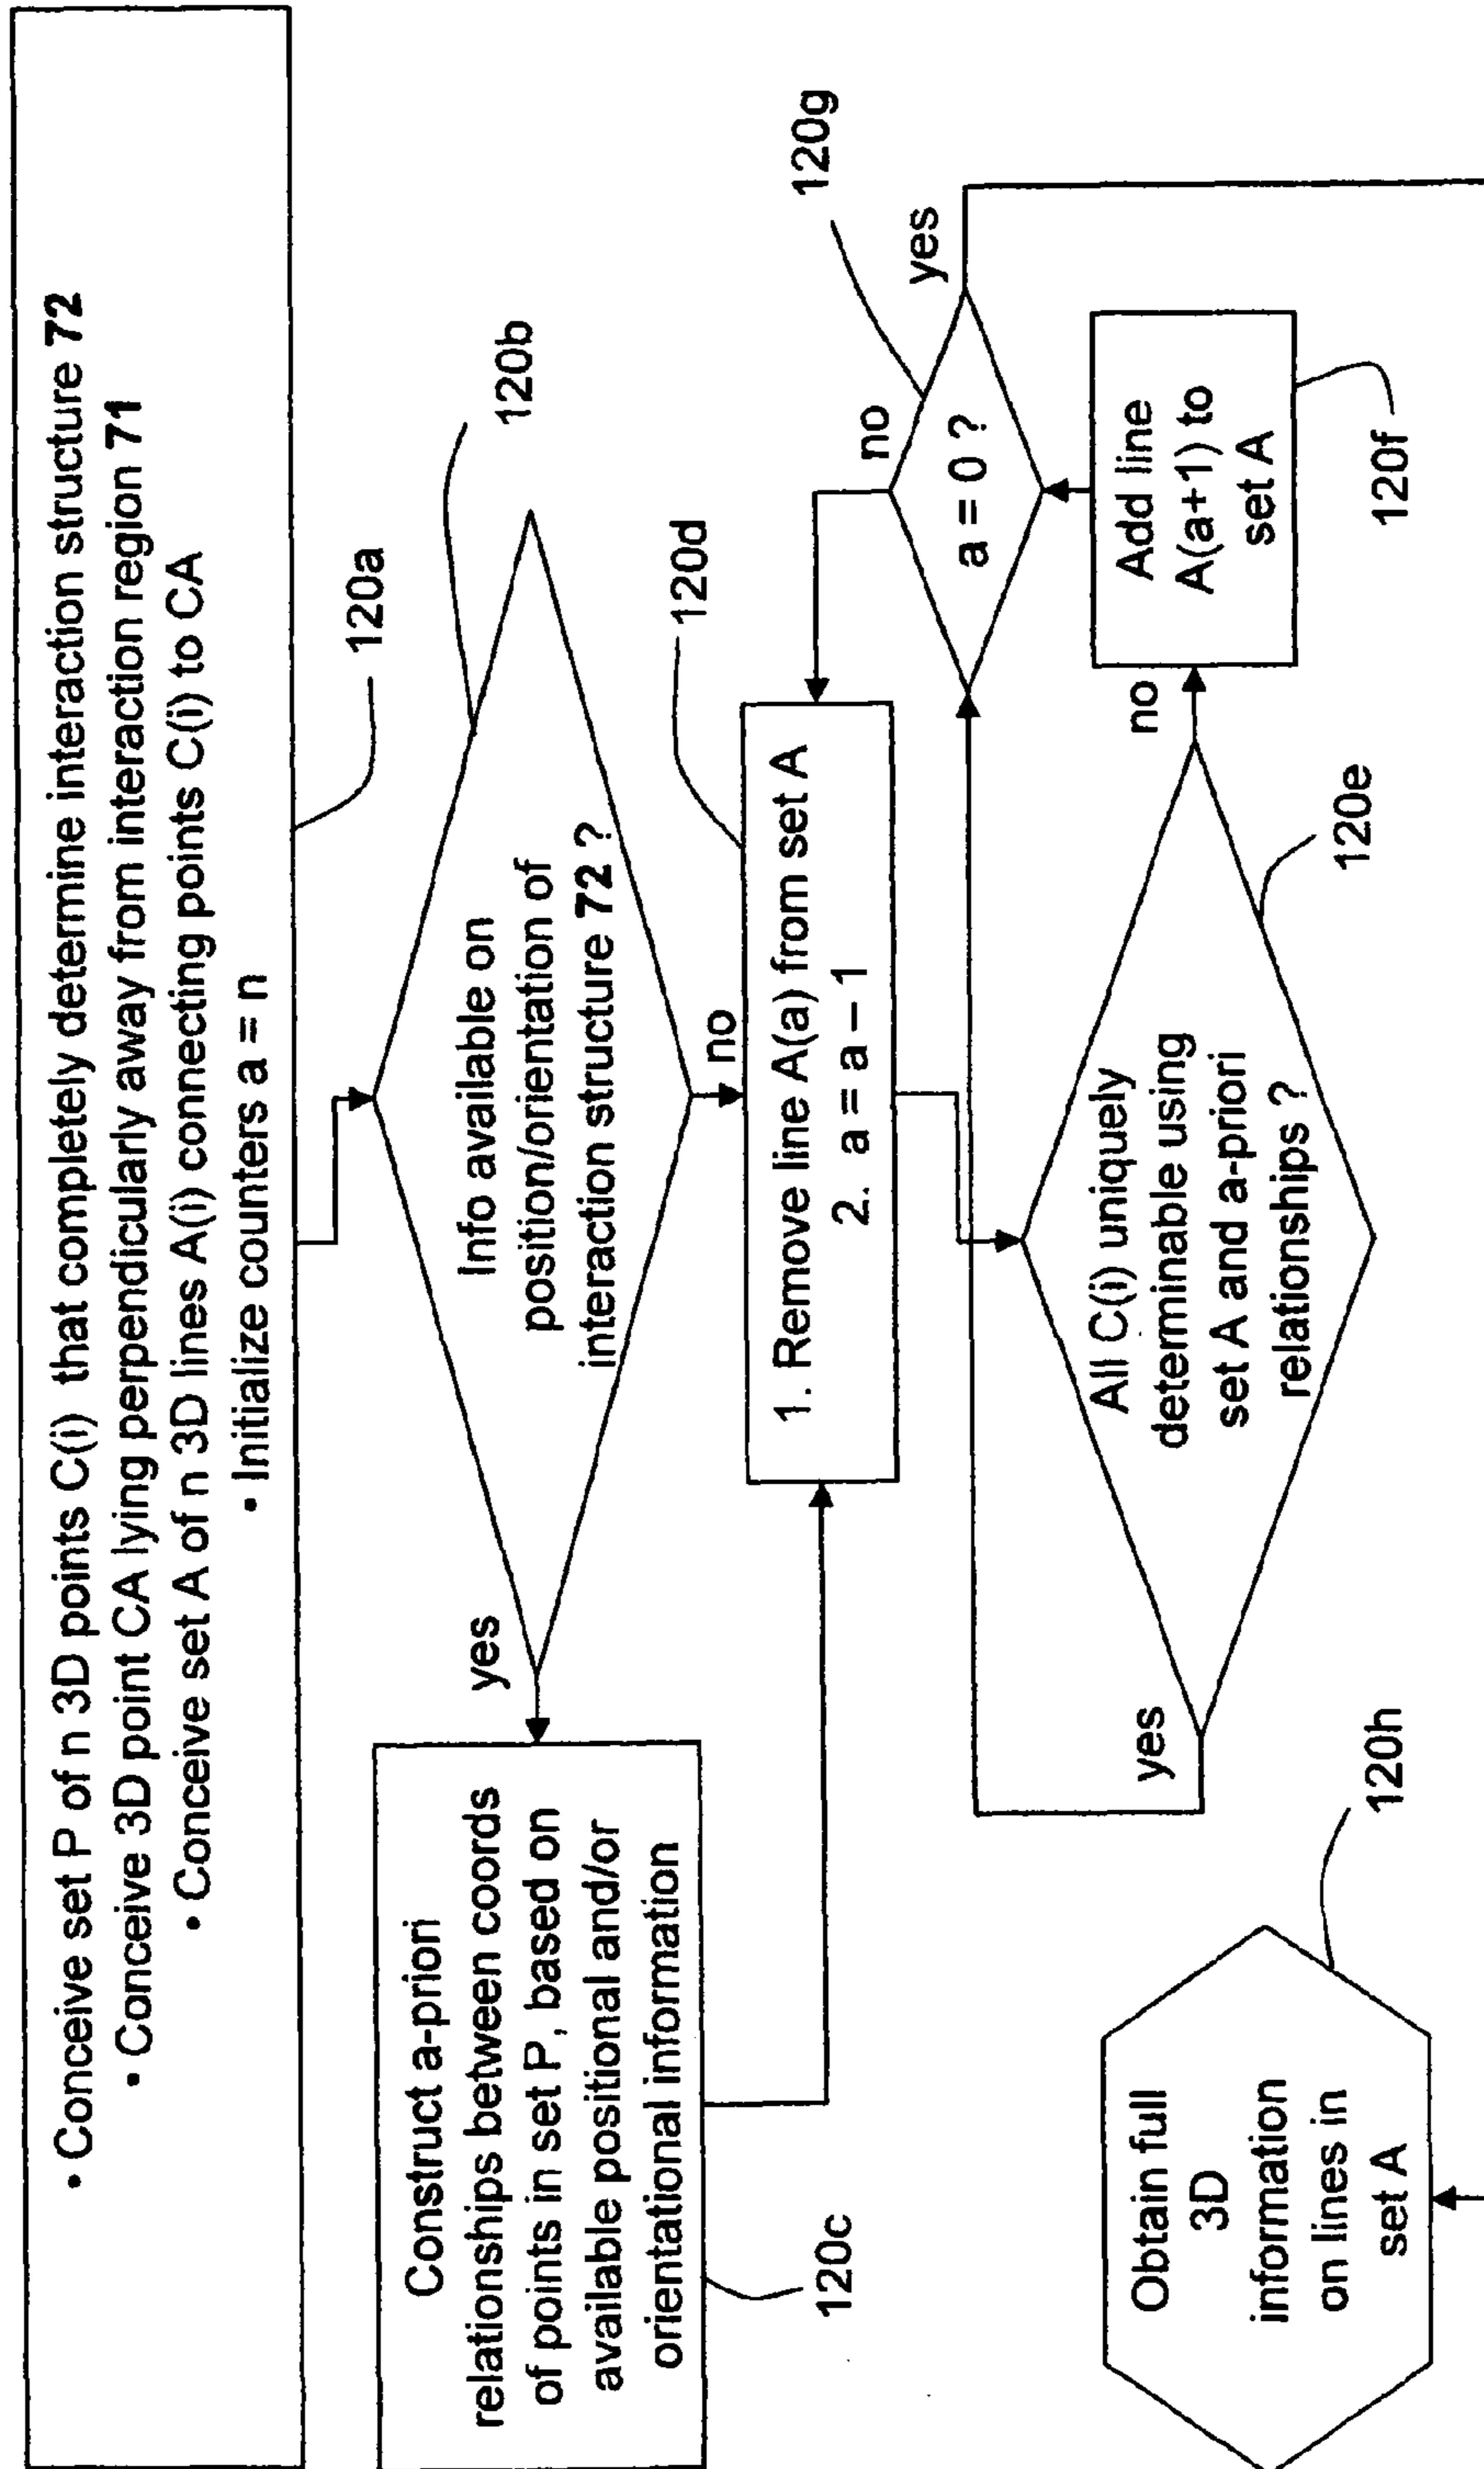 • Conceive set P of n 3D points C(i) that completely determine interaction structure 72
• Conceive 3D point CA lying perpendicularly away from interaction region 71
• Conceive set A of n 3D lines A(i) connecting points C(i) to CA
• Initialize counters a = n
120a
120b
Info available on
position/orientation of
interaction structure 72 ?
yes
no
Construct a-priori
relationships between coords
of points in set P, based on
available positional and/or
orientational information
120c
120d
1. Remove line A(a) from set A
2. a = a – 1
All C(i) uniquely
determinable using
set A and a-priori
relationships ?
120e
yes
no
Add line
A(a+1) to
set A
120f
a = 0 ?
120g
no
yes
Obtain full
3D
information
on lines in
set A
120h